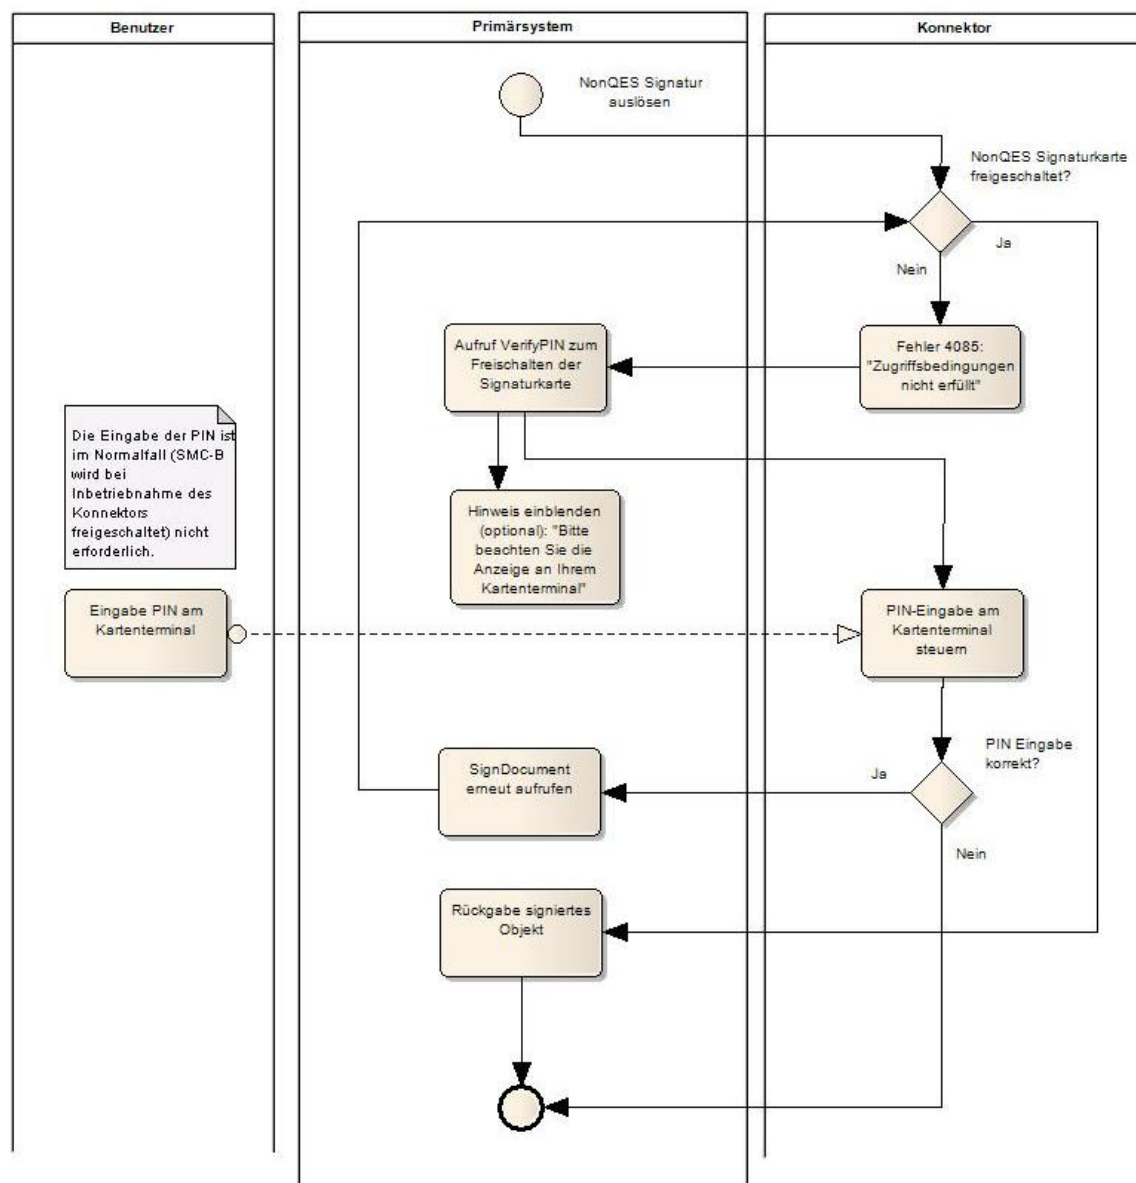 Benutzer
Primärsystem
Konnektor
NonQES Signatur
auslösen
NonQES Signaturkarte
freigeschaltet?
Ja
Nein
Aufruf VerifyPIN zum
Freischalten der
Signaturkarte
Fehler 4085:
"Zugriffsbedingungen
nicht erfüllt"
Die Eingabe der PIN ist
im Normalfall (SMC-B
wird bei
Inbetriebnahme des
Konnektors
freigeschaltet) nicht
erforderlich.
Hinweis einblenden
(optional): "Bitte
beachten Sie die
Anzeige an Ihrem
Kartenterminal"
Eingabe PIN am
Kartenterminal
PIN-Eingabe am
Kartenterminal
steuern
PIN Eingabe
korrekt?
Ja
SignDocument
erneut aufrufen
Nein
Rückgabe signiertes
Objekt